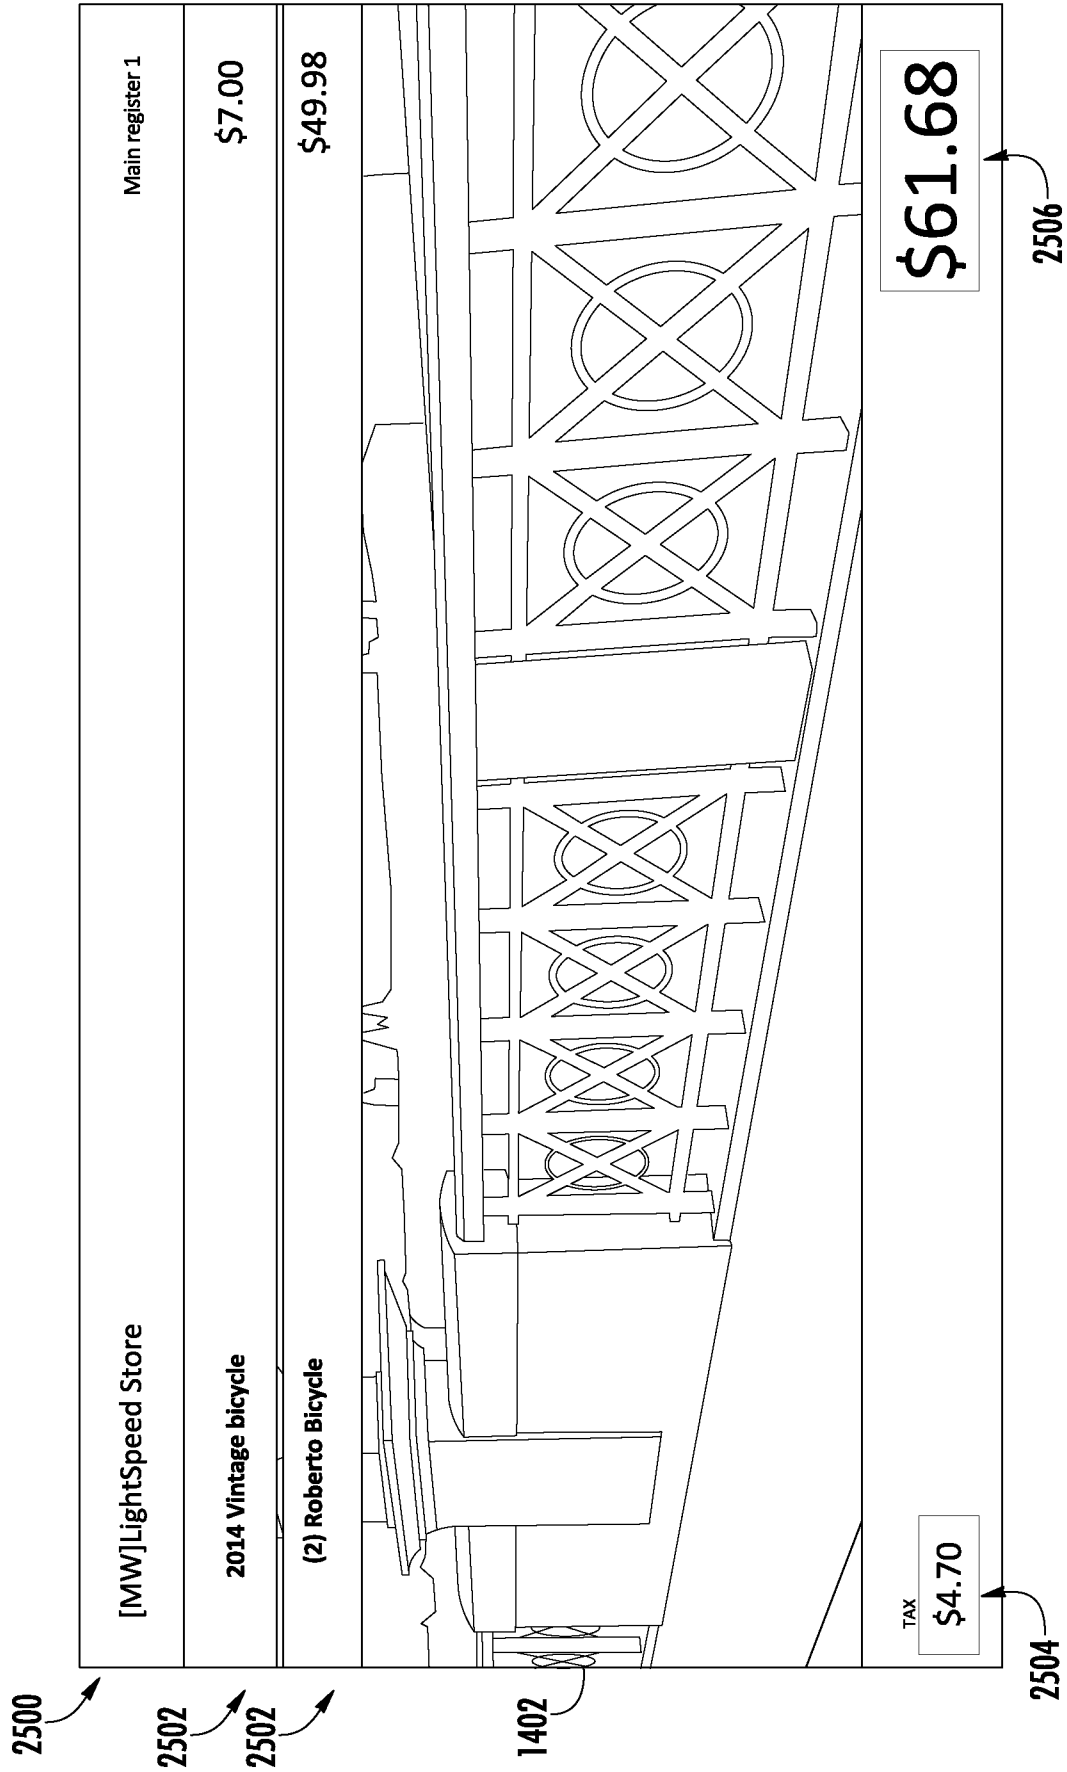 2500
[MW]LightSpeed Store Main register 1
2502
2014 Vintage bicycle $7.00
2502
(2) Roberto Bicycle $49.98
1402
TAX
$4.70 $61.68
2504 2506